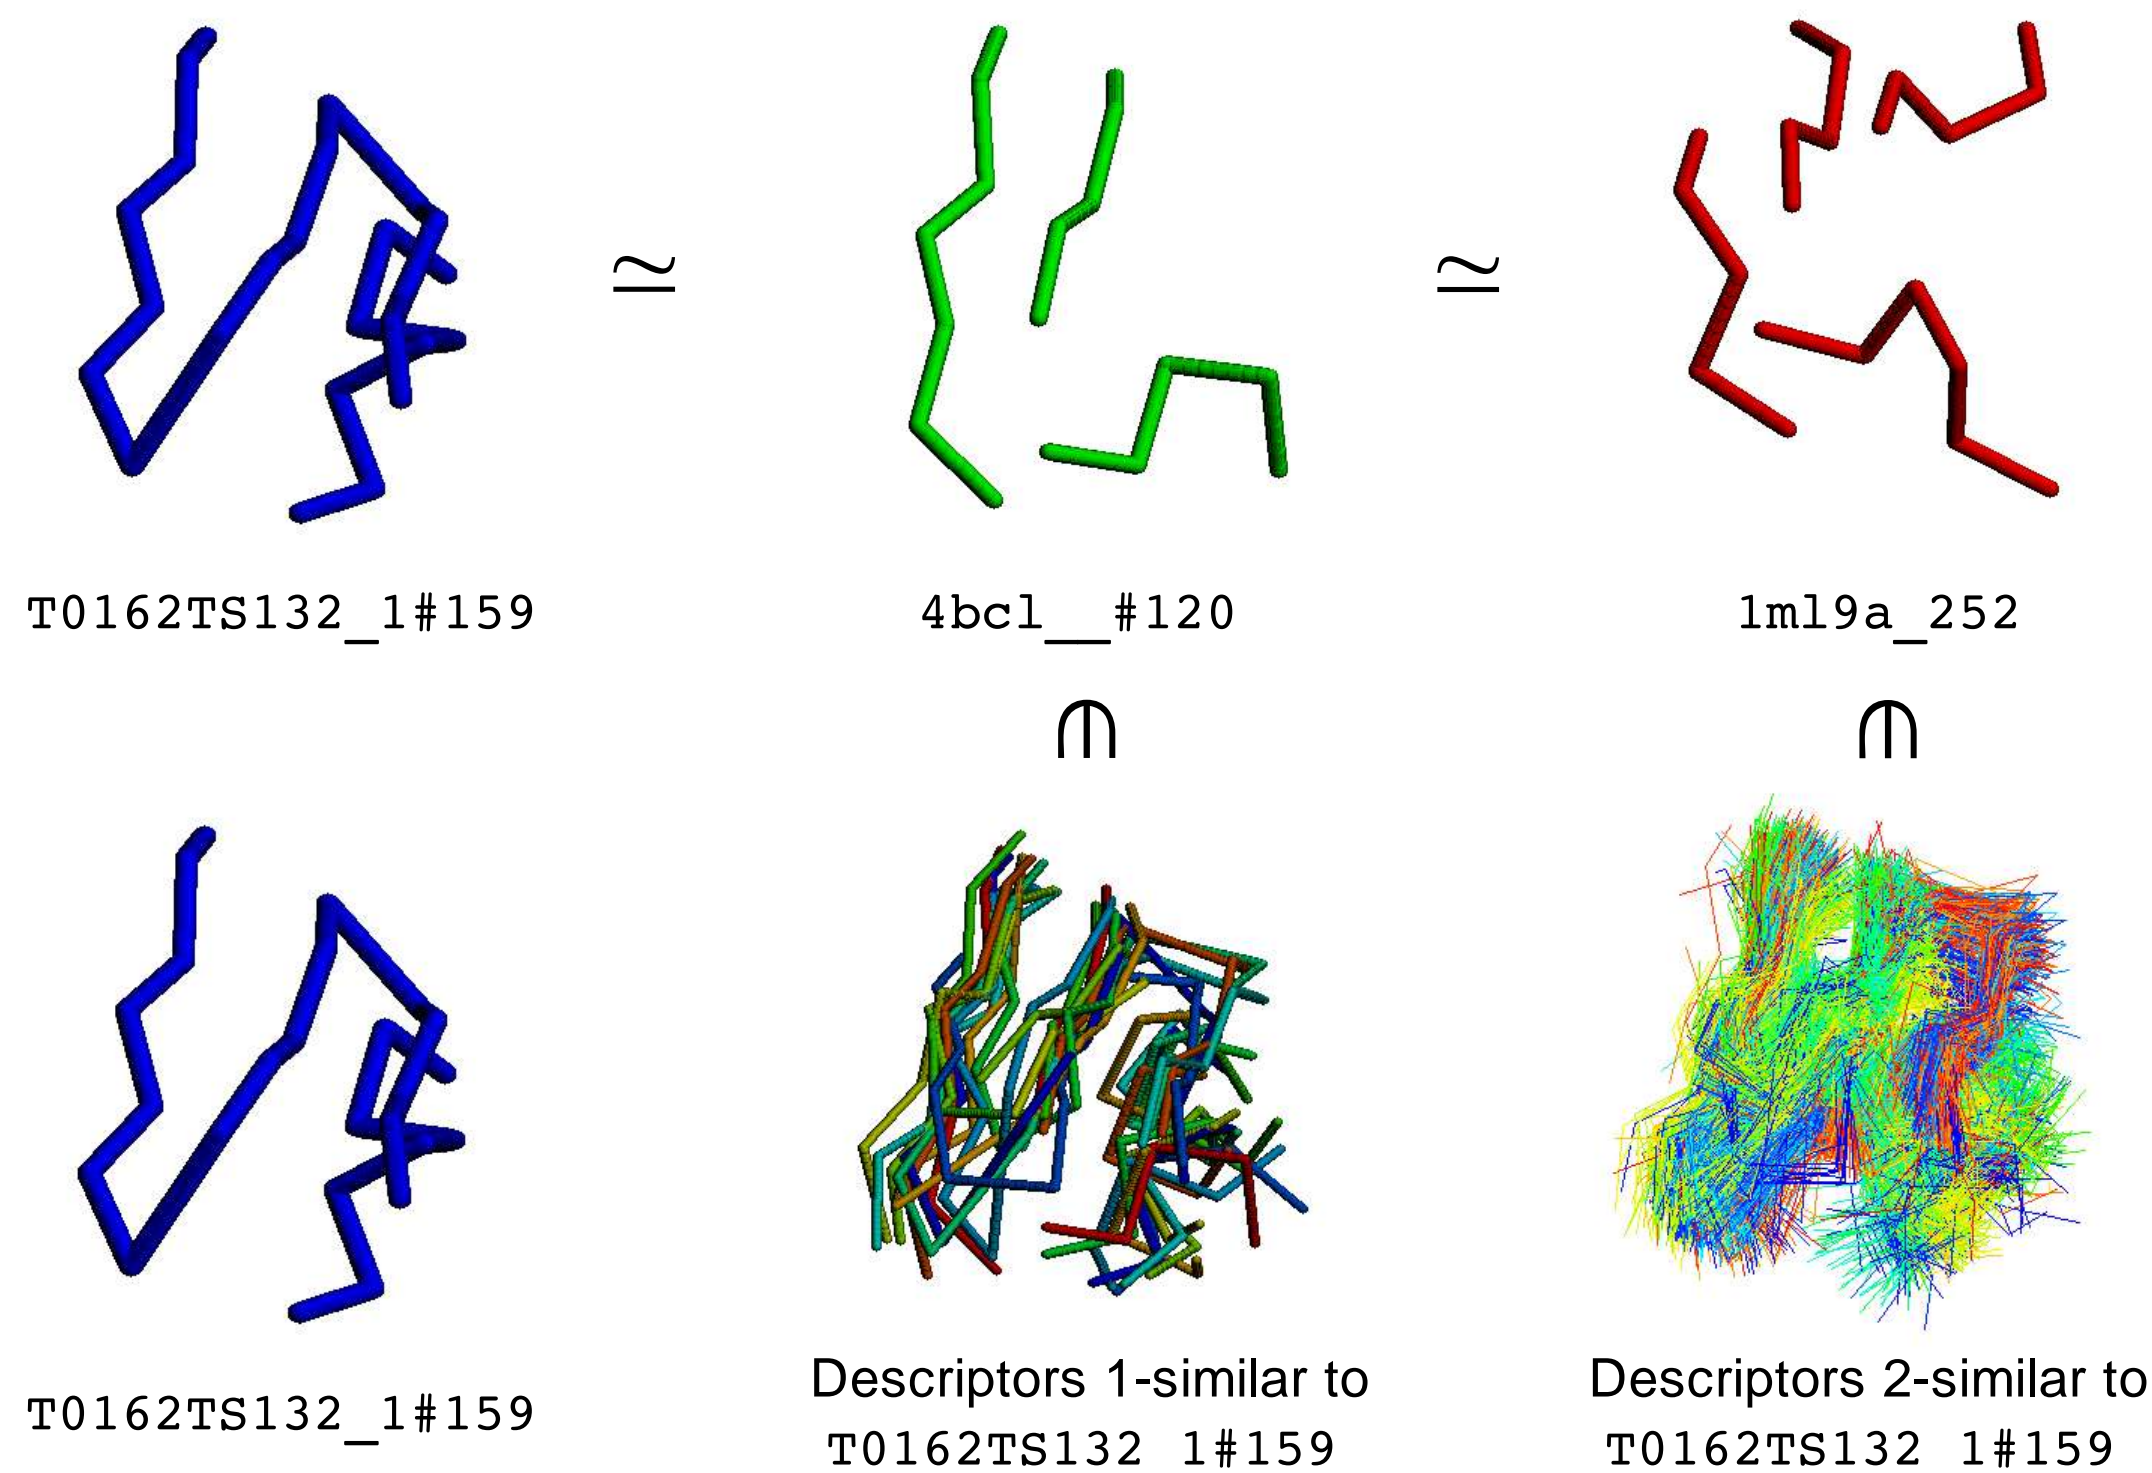 ≃ ≃
T0162TS132_1#159 4bcl__#120 1ml9a_252
∈ ∈
T0162TS132_1#159
Descriptors 1-similar to
T0162TS132 1#159
Descriptors 2-similar to
T0162TS132 1#159